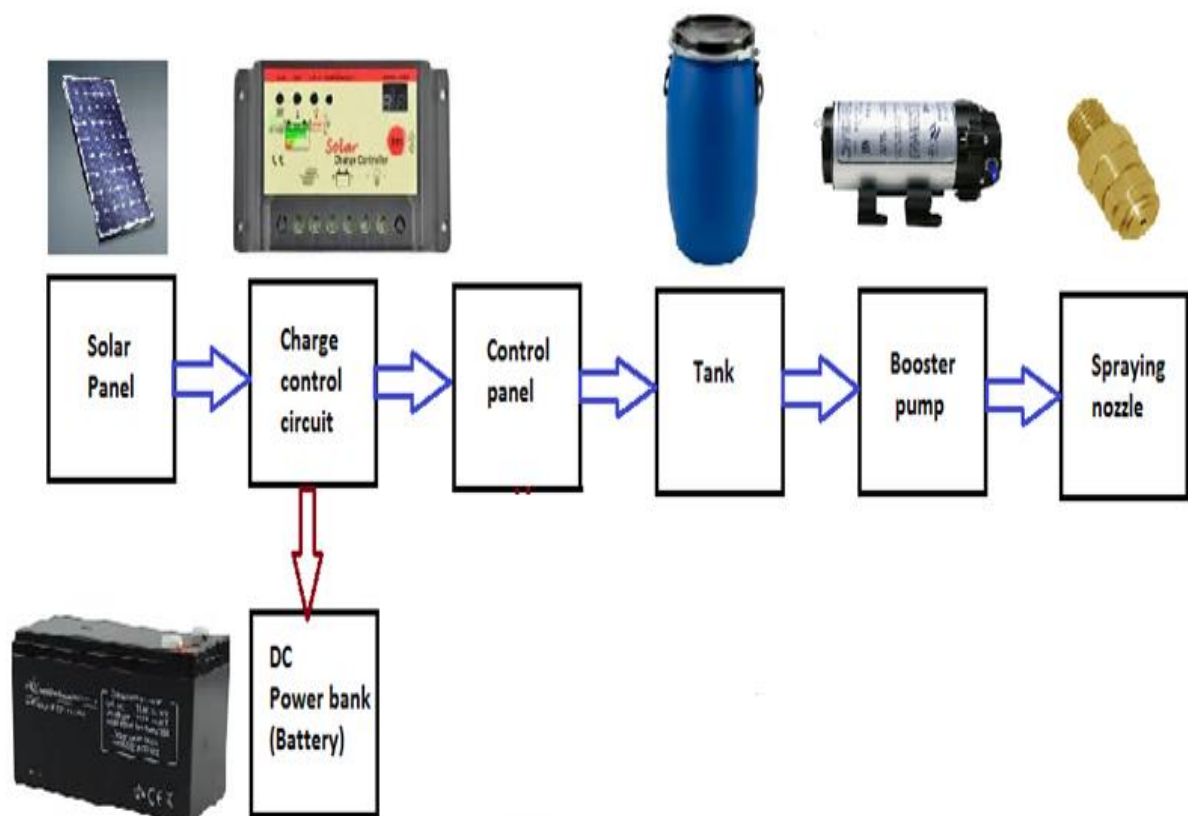 Solar
Charge Controller
Solar
Panel
Charge
control
circuit
Control
panel
Tank
Booster
pump
Spraying
nozzle
DC
Power bank
(Battery)